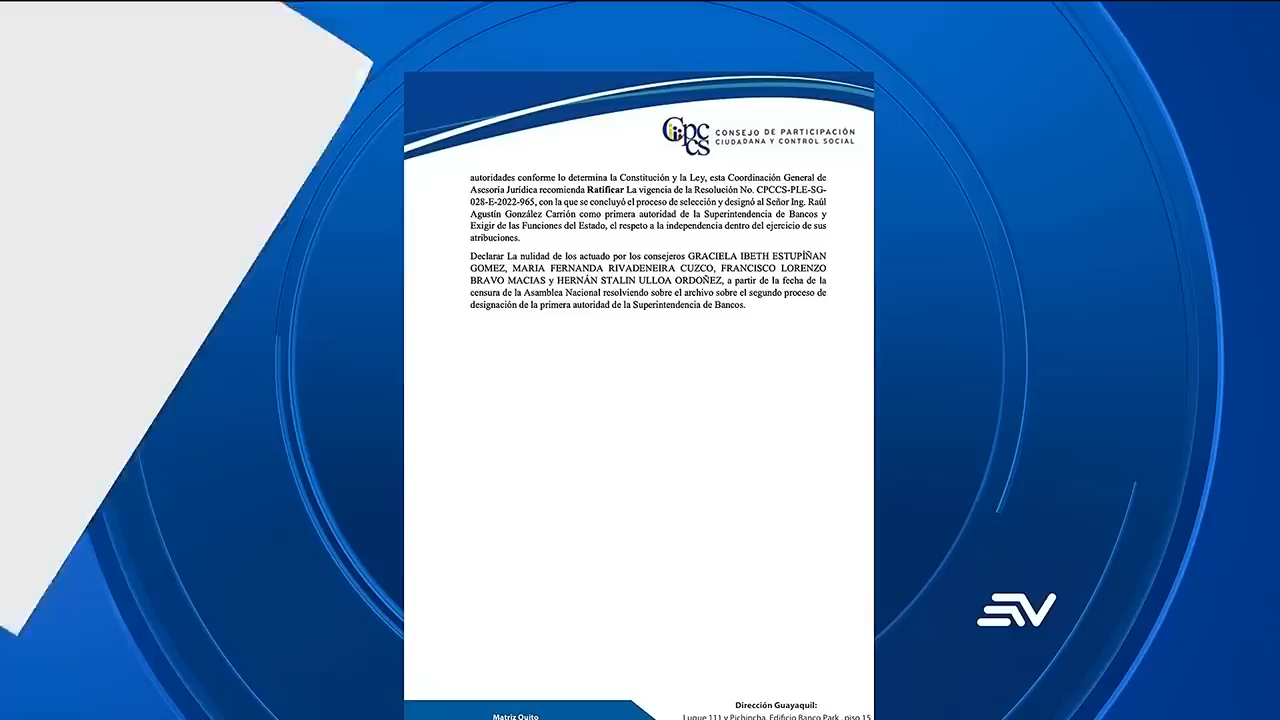 Cpccs
CONSEJO DE PARTICIPACIÓN
CIUDADANA Y CONTROL SOCIAL
autoridades conforme lo determina la Constitución y la Ley, esta Coordinación General de
Asesoría Jurídica recomienda Ratificar La vigencia de la Resolución No. CPCCS-PLE-SG-
028-E-2022-965, con la que se concluyó el proceso de selección y designó al Señor Ing. Raúl
Agustín González Carrión como primera autoridad de la Superintendencia de Bancos y
Exigir de las Funciones del Estado, el respeto a la independencia dentro del ejercicio de sus
atribuciones.
Declarar La nulidad de los actuado por los consejeros GRACIELA IBETH ESTUPÍÑAN
GOMEZ, MARIA FERNANDA RIVADENEIRA CUZCO, FRANCISCO LORENZO
BRAVO MACIAS y HERNÁN STALIN ULLOA ORDOÑEZ, a partir de la fecha de la
censura de la Asamblea Nacional resolviendo sobre el archivo sobre el segundo proceso de
designación de la primera autoridad de la Superintendencia de Bancos.
Matriz Quito
Dirección Guayaquil:
Luque 111 y Pichincha, Edificio Banco Park, piso 15